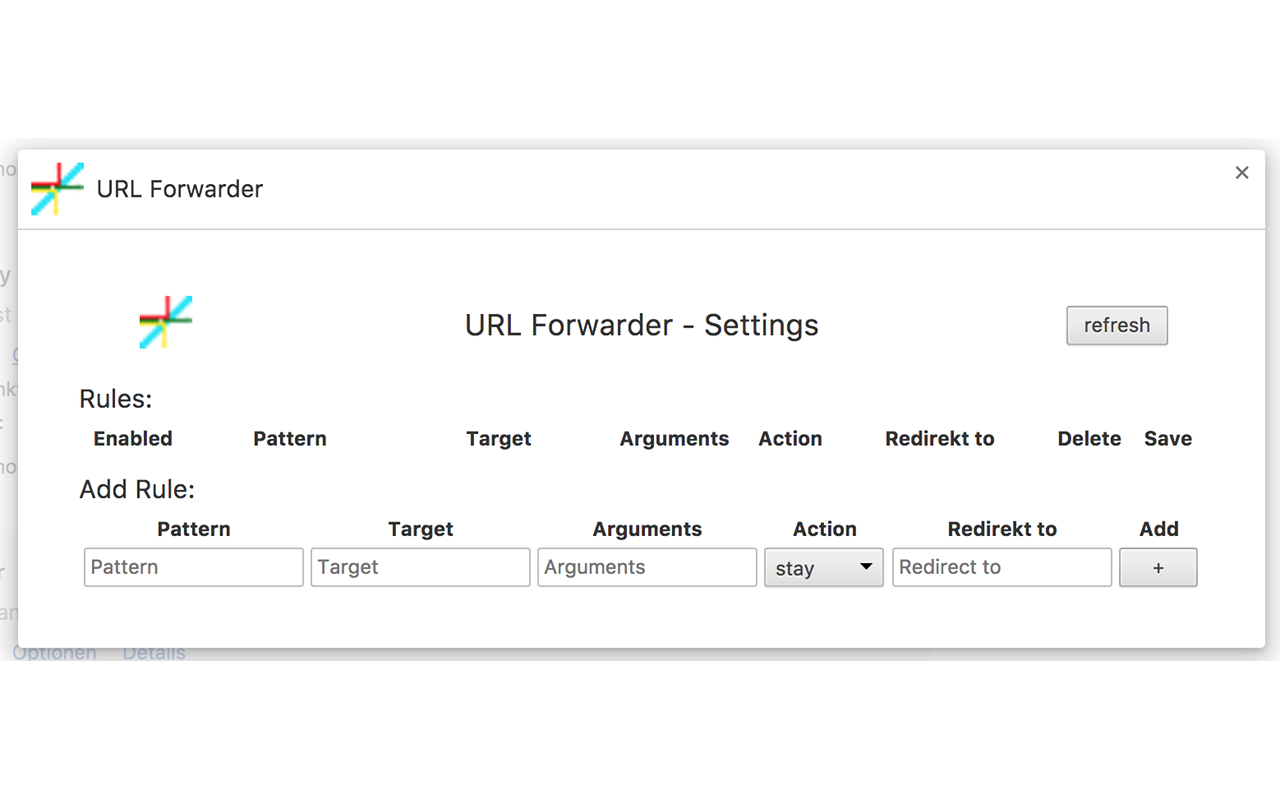 URL Forwarder
×
URL Forwarder - Settings
refresh
Rules:
Enabled Pattern Target Arguments Action Redirekt to Delete Save
Add Rule:
Pattern Target Arguments Action Redirekt to Add
Pattern Target Arguments stay Redirect to +
Optionen Details